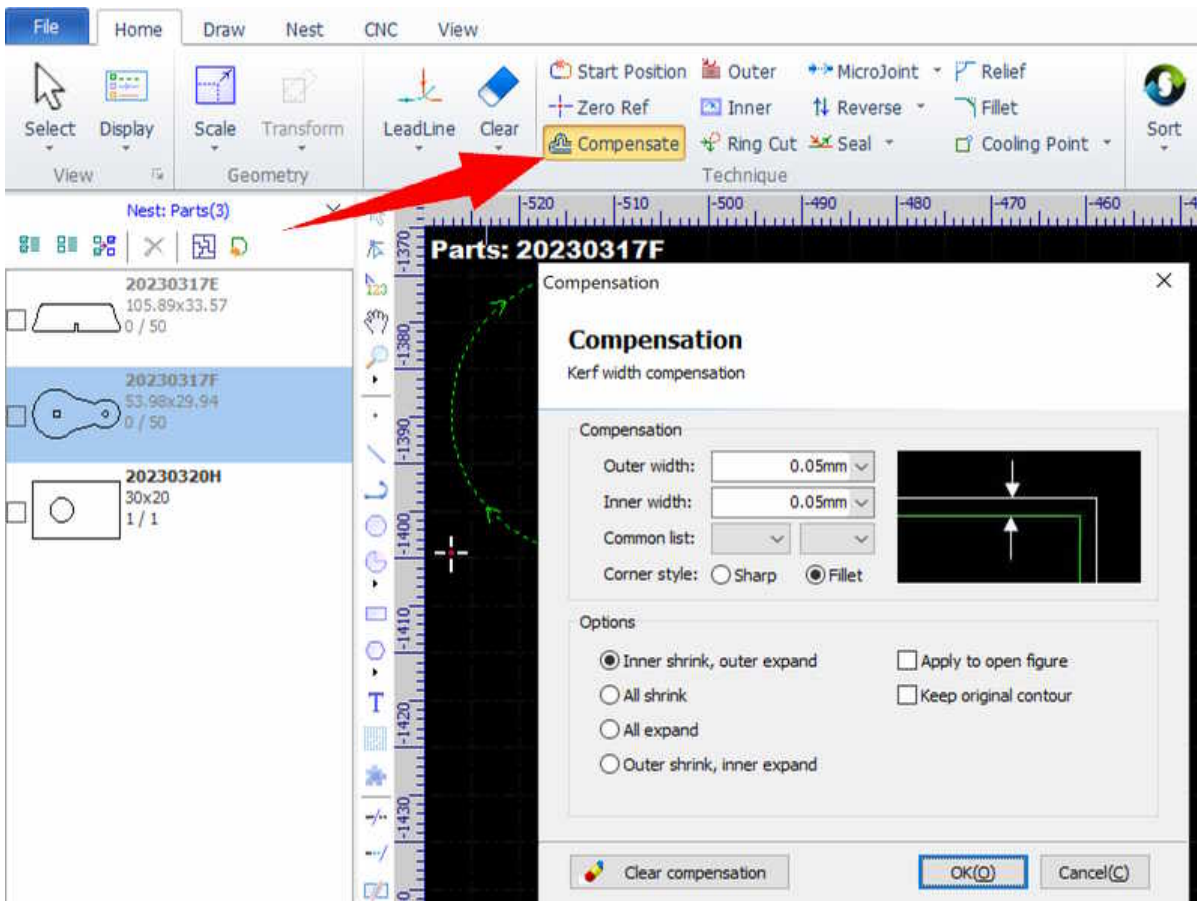 File Home Draw Nest CNC View
Start Position Outer MicroJoint Relief
Zero Ref Inner Reverse Fillet
Select Display Scale Transform LeadLine Clear Sort
Compensate Ring Cut Seal Cooling Point
View Geometry Technique
Nest: Parts(3)
-520 -510 -500 -490 -480 -470 -460
-1370
Parts: 20230317F
20230317E
105.89x33.57
0 / 50
123
-1380
20230317F
53.98x29.94
0 / 50
-1390
20230320H
30x20
1 / 1
-1400
-1410
T
-1420
-1430
Compensation
Compensation
Kerf width compensation
Compensation
Outer width: 0.05mm
Inner width: 0.05mm
Common list:
Corner style: Sharp Fillet
Options
Inner shrink, outer expand Apply to open figure
All shrink Keep original contour
All expand
Outer shrink, inner expand
Clear compensation OK(O) Cancel(C)